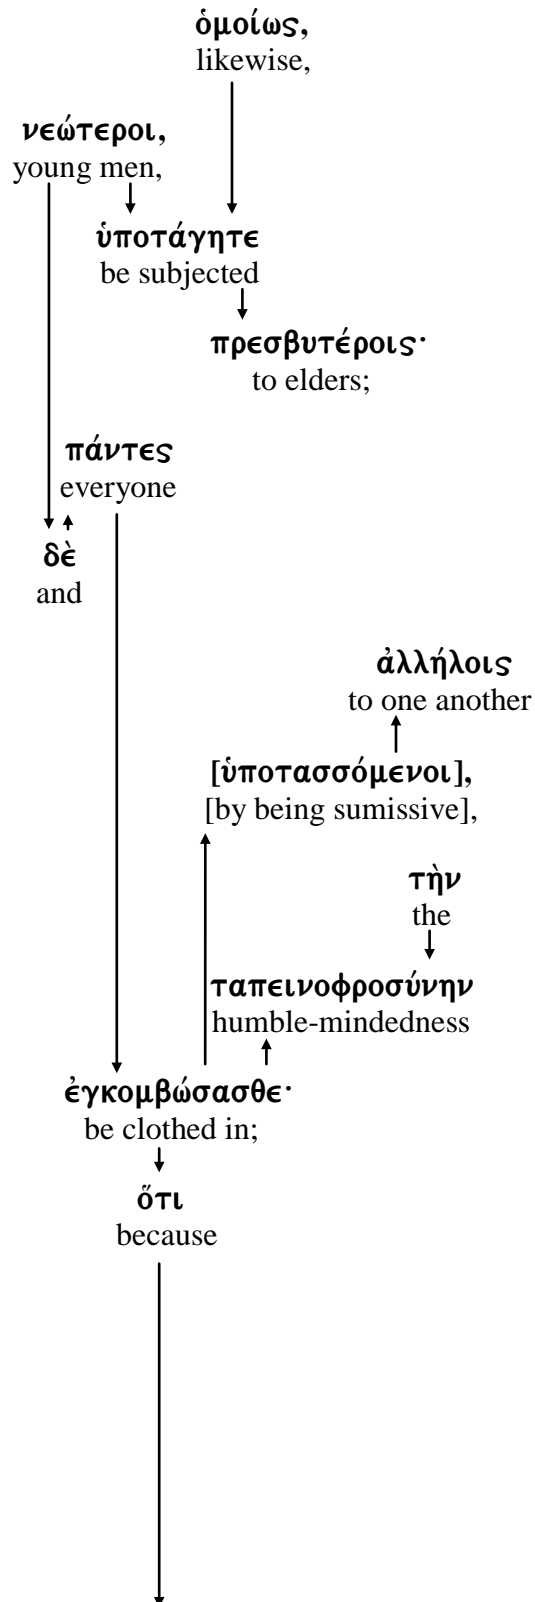 ὁμοίως,
likewise,
νεώτεροι,
young men,
ὑποτάγητε
be subjected
πρεσβυτέροις·
to elders;
πάντες
everyone
δὲ
and
ἀλλήλοις
to one another
[ὑποτασσόμενοι],
[by being sumissive],
τὴν
the
ταπεινοφροσύνην
humble-mindedness
ἐγκομβώσασθε·
be clothed in;
ὅτι
because